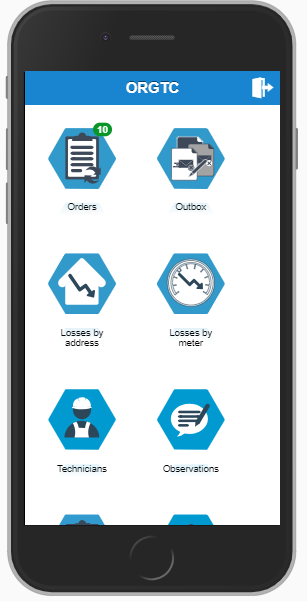 ORGTC
10
Orders
Outbox
Losses by
address
Losses by
meter
Technicians
Observations